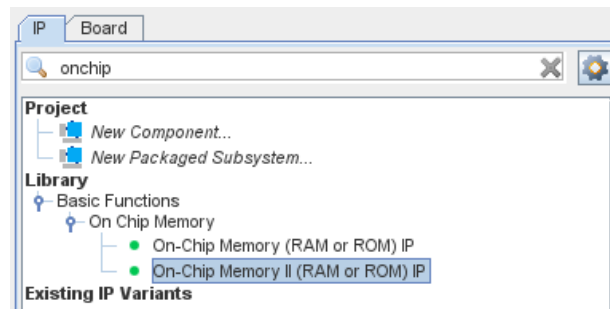 IP Board
onchip
Project
New Component...
New Packaged Subsystem...
Library
Basic Functions
On Chip Memory
On-Chip Memory (RAM or ROM) IP
On-Chip Memory II (RAM or ROM) IP
Existing IP Variants